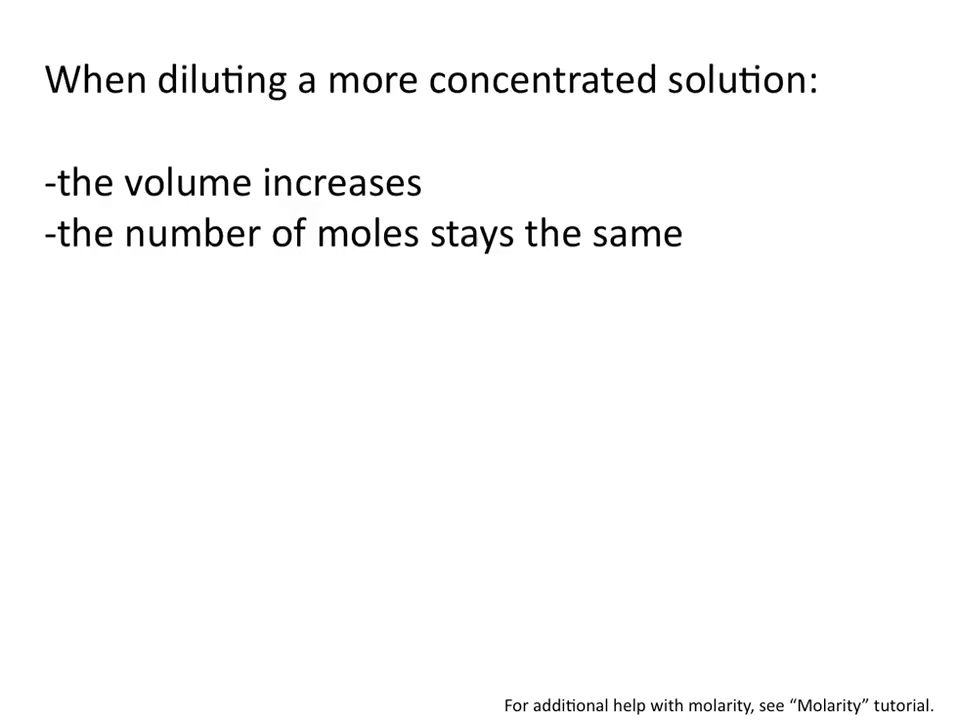 When diluting a more concentrated solution:
-the volume increases
-the number of moles stays the same
For additional help with molarity, see “Molarity” tutorial.